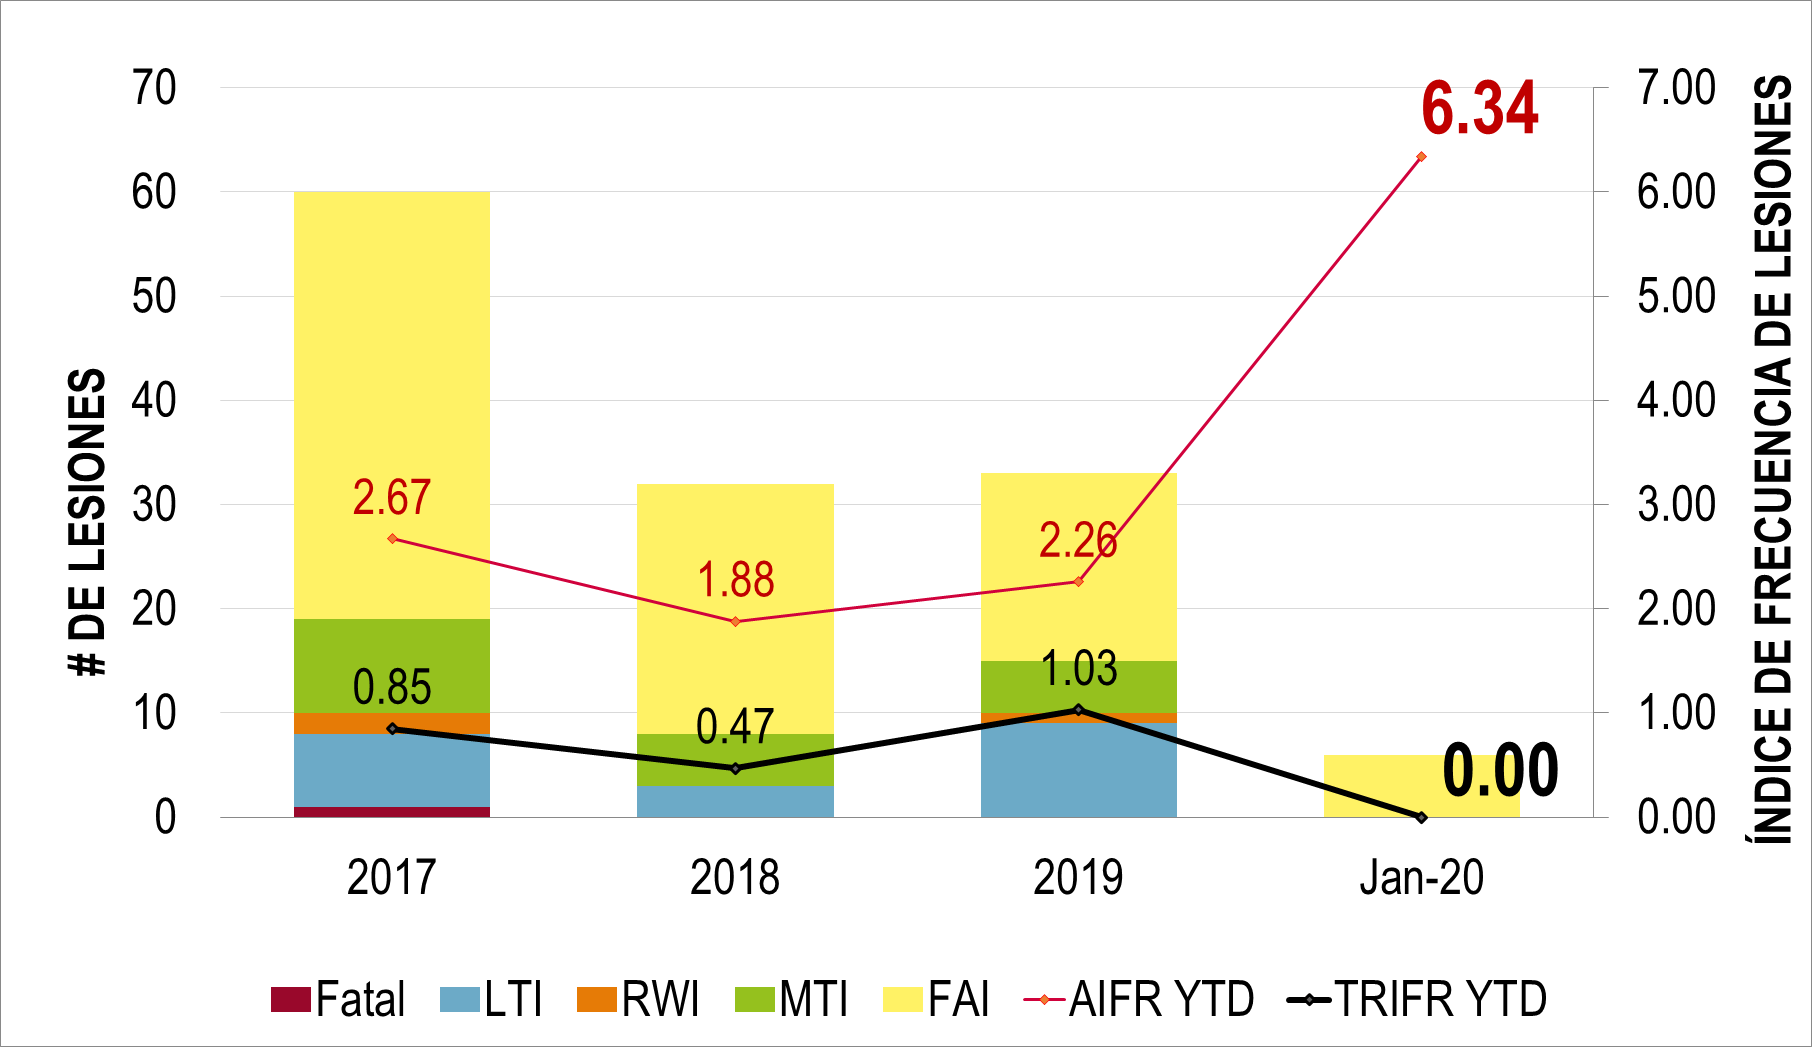 # DE LESIONES
70
60
50
40
30
20
10
0
7.00
6.00
5.00
4.00
3.00
2.00
1.00
0.00
ÍNDICE DE FRECUENCIA DE LESIONES
2.67
1.88
2.26
6.34
0.85
0.47
1.03
0.00
2017
2018
2019
Jan-20
Fatal
LTI
RWI
MTI
FAI
AIFR YTD
TRIFR YTD